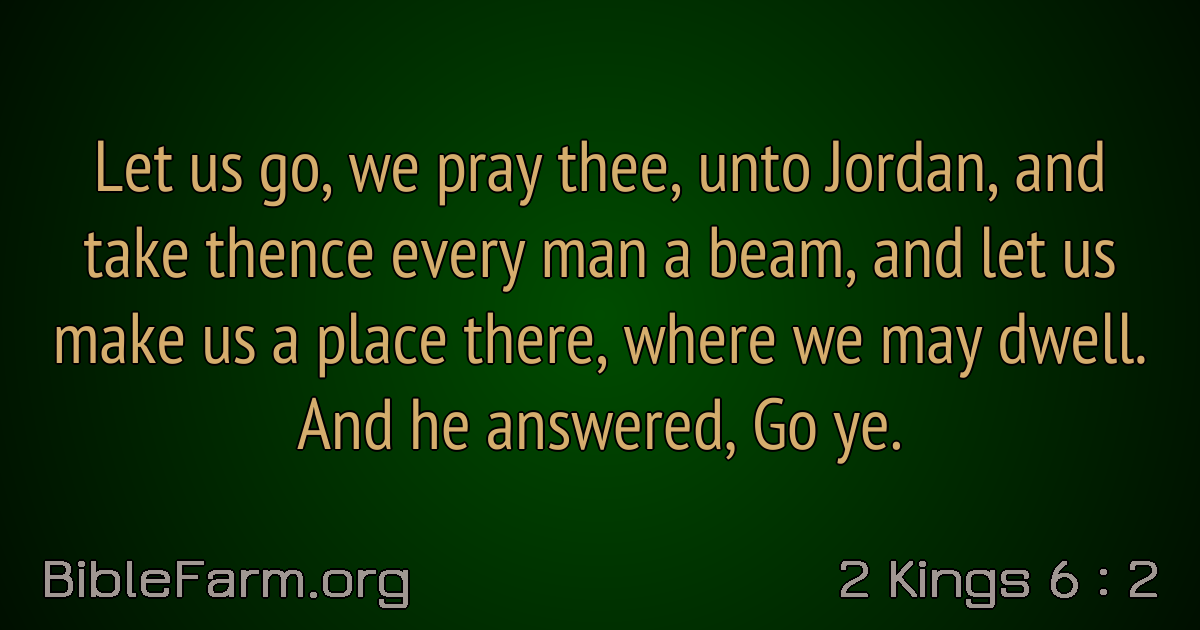 Let us go, we pray thee, unto Jordan, and
take thence every man a beam, and let us
make us a place there, where we may dwell.
And he answered, Go ye.
BibleFarm.org
2 Kings 6 : 2